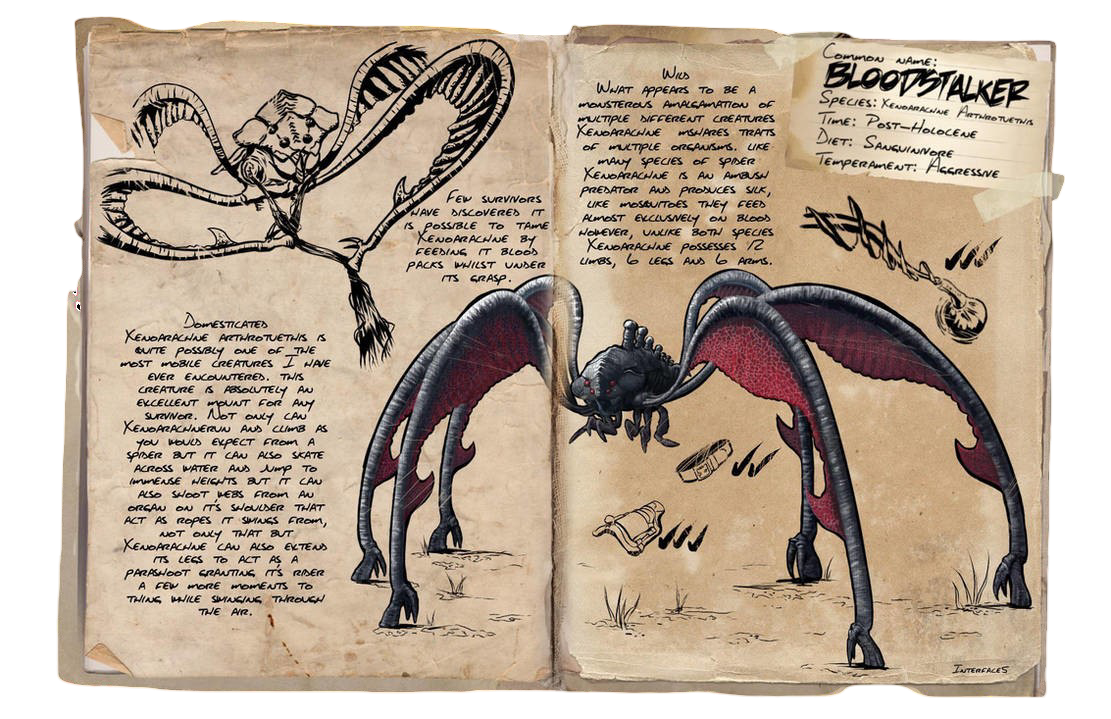 Few survivors
have discovered it
is possible to tame
Xenoarachne by
feeding it blood
packs whilst under
its grasp.
Domesticated
Xenoarachne arthrotuethis is
quite possibly one of the
most mobile creatures I have
ever encountered. This
creature is absolutely an
excellent mount for any
survivor. Not only can
Xenoarachnerun and climb as
you would expect from a
spider but it can also skate
across water and jump to
immense heights but it can
also shoot webs from an
organ on it's shoulder that
act as ropes it swings from,
not only that but
Xenoarachne can also extend
its legs to act as a
parashoot granting it's rider
a few more moments to
think while swinging through
the air.
Wild
What appears to be a
monsterous amalgamation of
multiple different creatures
Xenoarachne inshares traits
of multiple organisms. like
many species of spider
Xenoarachne is an ambush
predator and produces silk,
like mosquitoes they feed
almost exclusively on blood
however, unlike both species
Xenoarachne possesses 12
limbs, 6 legs and 6 arms.
Common name:
BLOODSTALKER
Species: Xenoarachne Arthrotuethis
Time: Post-Holocene
Diet: Sanguinivore
Temperament: Aggressive
Interface5